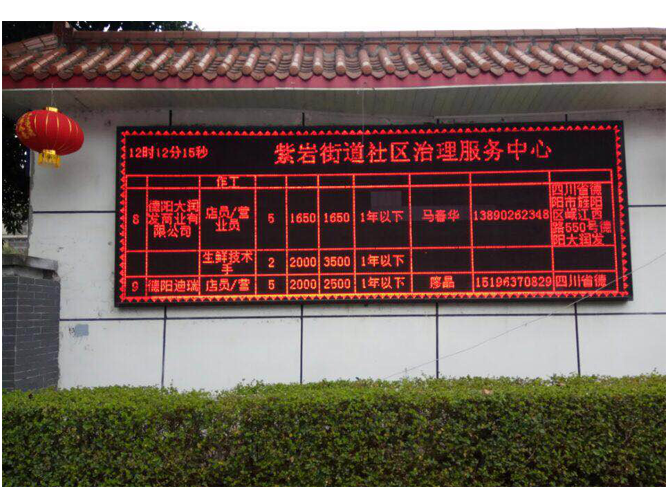 12时12分15秒 紫岩街道社区治理服务中心
作工
8 德阳大润发商业有限公司 店员/营业员 5 1650 1650 1年以下 马春华 13890262348 四川省德阳市旌阳区岷江西路550号德阳大润发
生鲜技术手 2 2000 3500 1年以下
9 德阳迪瑞 店员/营 5 2000 2500 1年以下 廖晶 15196370829 四川省德